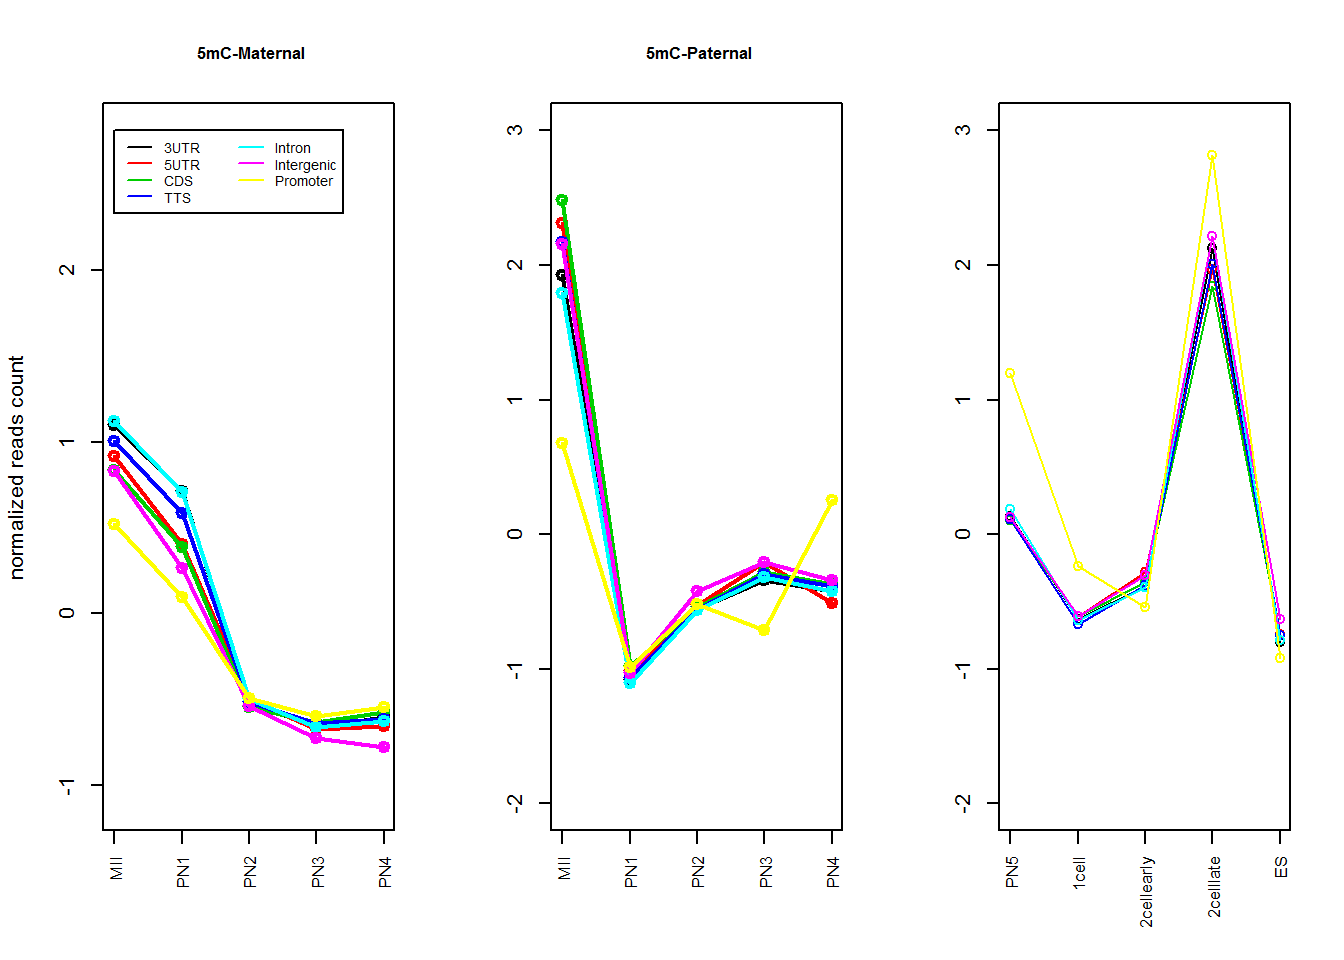 5mC-Maternal
5mC-Paternal
normalized reads count
3UTR
5UTR
CDS
TTS
Intron
Intergenic
Promoter
2
1
0
-1
MII
PN1
PN2
PN3
PN4
3
2
1
0
-1
-2
MII
PN1
PN2
PN3
PN4
3
2
1
0
-1
-2
PN5
1cell
2cellearly
2celllate
ES